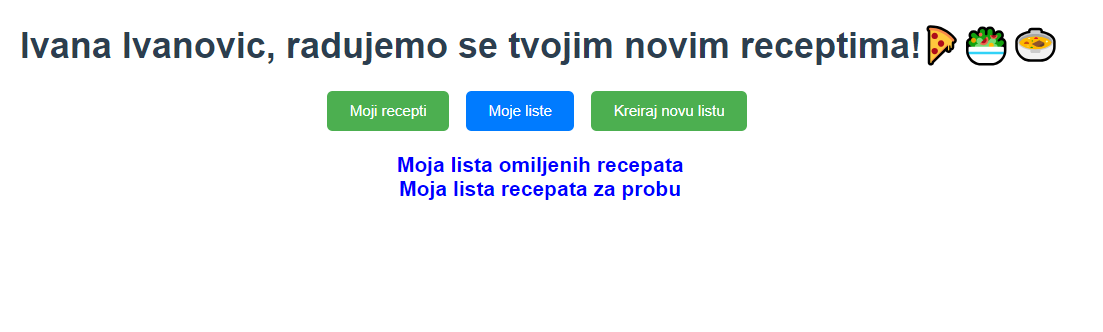 Ivana Ivanovic, radujemo se tvojim novim receptima!🍕🥗🍲
Moji recepti
Moje liste
Kreiraj novu listu
Moja lista omiljenih recepata
Moja lista recepata za probu